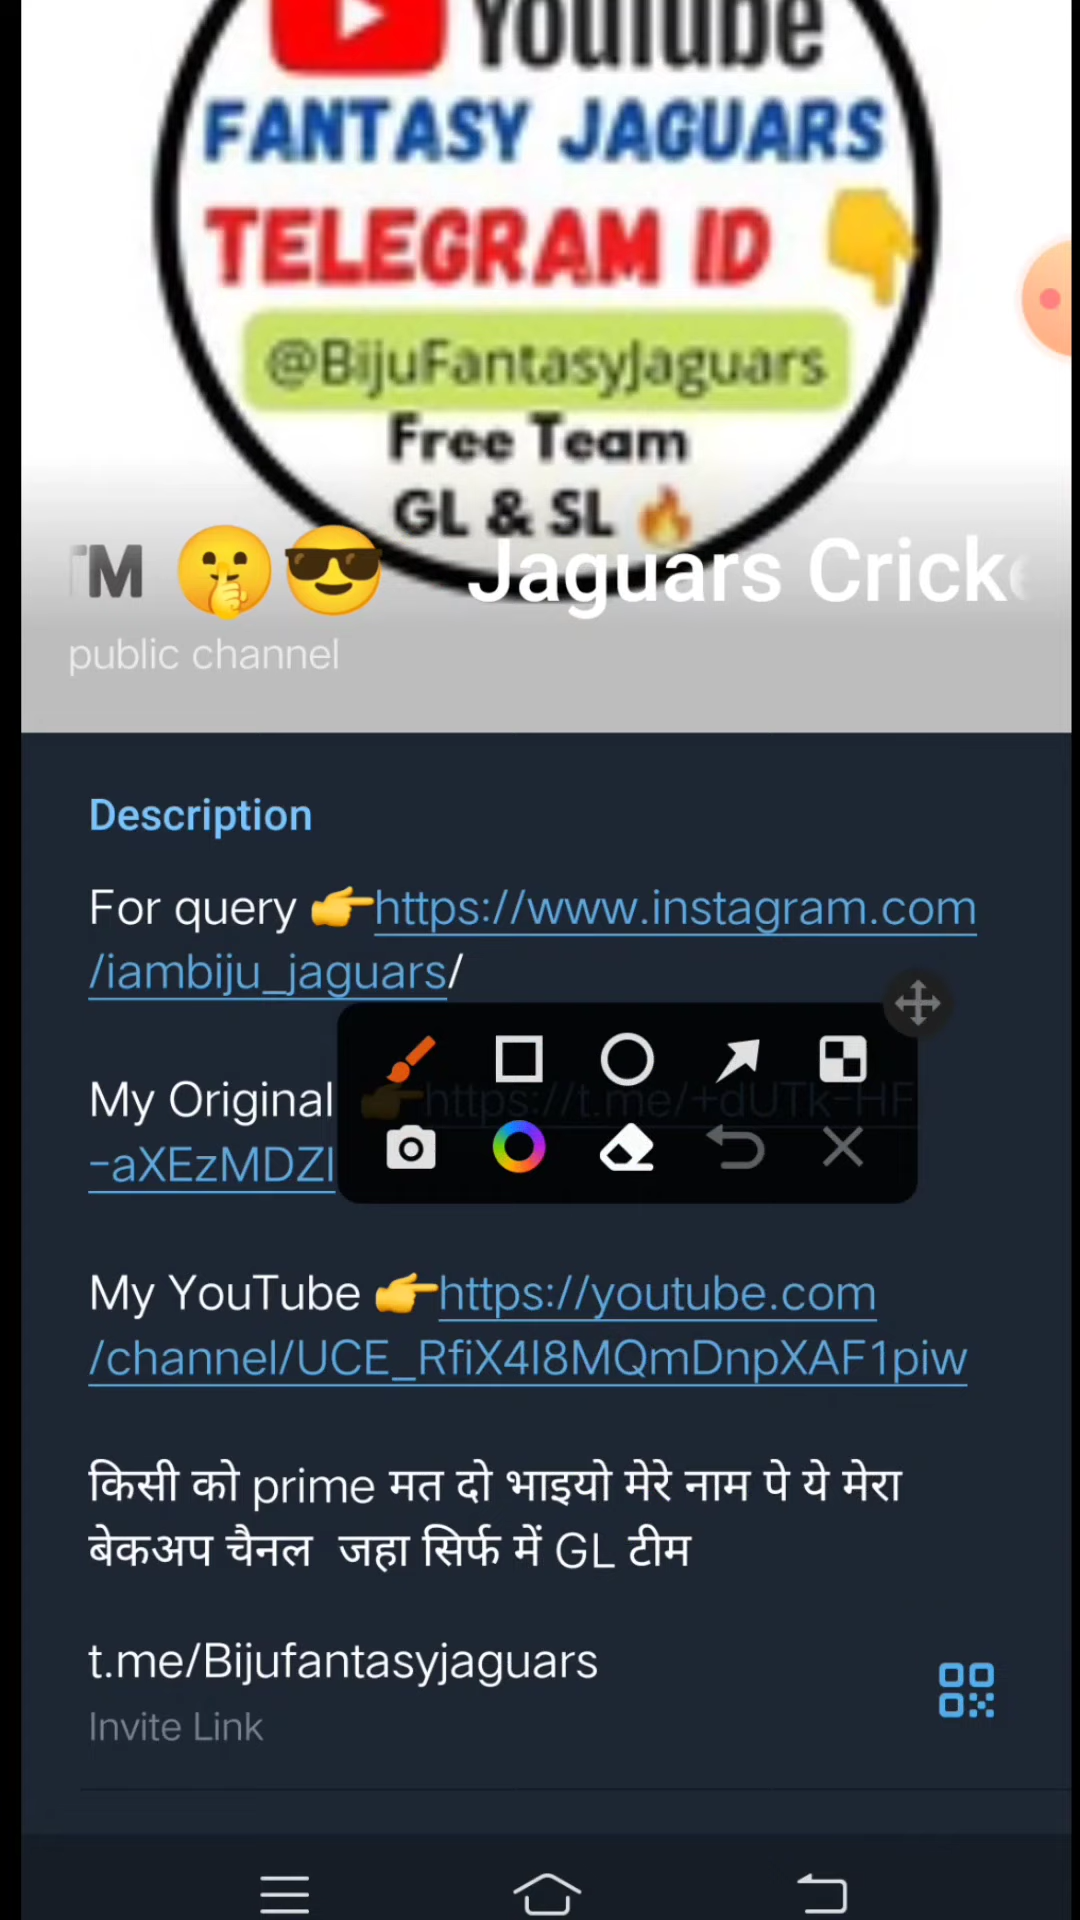 YouTube
FANTASY JAGUARS
TELEGRAM ID 👇
@BijuFantasyJaguars
Free Team
GL & SL 🔥
TM 🤫😎 Jaguars Cricke
public channel
Description
For query 👉https://www.instagram.com
/iambiju_jaguars/
My Original 👉https://t.me/+dUTk-HF
-aXEzMDZl
My YouTube 👉https://youtube.com
/channel/UCE_RfiX4I8MQmDnpXAF1piw
किसी को prime मत दो भाइयो मेरे नाम पे ये मेरा
बेकअप चैनल जहा सिर्फ में GL टीम
t.me/Bijufantasyjaguars
Invite Link